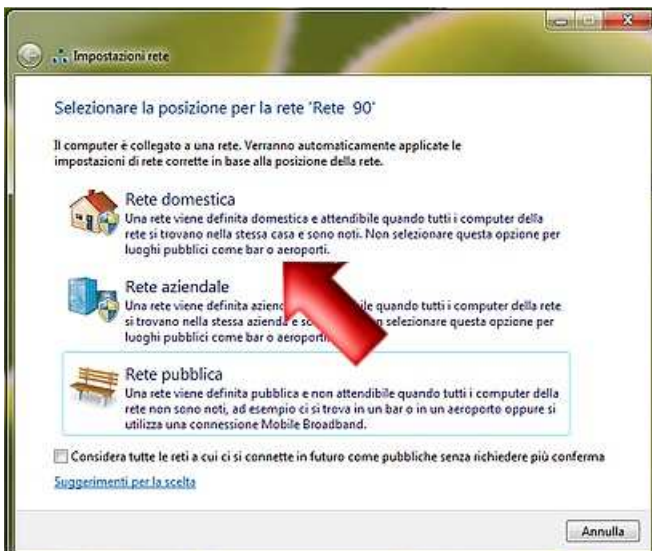 Impostazioni rete
Selezionare la posizione per la rete 'Rete 90'
Il computer è collegato a una rete. Verranno automaticamente applicate le
impostazioni di rete corrette in base alla posizione della rete.
Rete domestica
Una rete viene definita domestica e attendibile quando tutti i computer della
rete si trovano nella stessa casa e sono noti. Non selezionare questa opzione per
luoghi pubblici come bar o aeroporti.
Rete aziendale
Una rete viene definita quando tutti i computer della rete
si trovano nella stessa azienda e selezionare questa opzione per
luoghi pubblici come bar o aeroporti.
Rete pubblica
Una rete viene definita pubblica e non attendibile quando tutti i computer della
rete non sono noti, ad esempio ci si trova in un bar o in un aeroporto oppure si
utilizza una connessione Mobile Broadband.
Considera tutte le reti a cui ci si connette in futuro come pubbliche senza richiedere più conferma
Suggerimenti per la scelta
Annulla